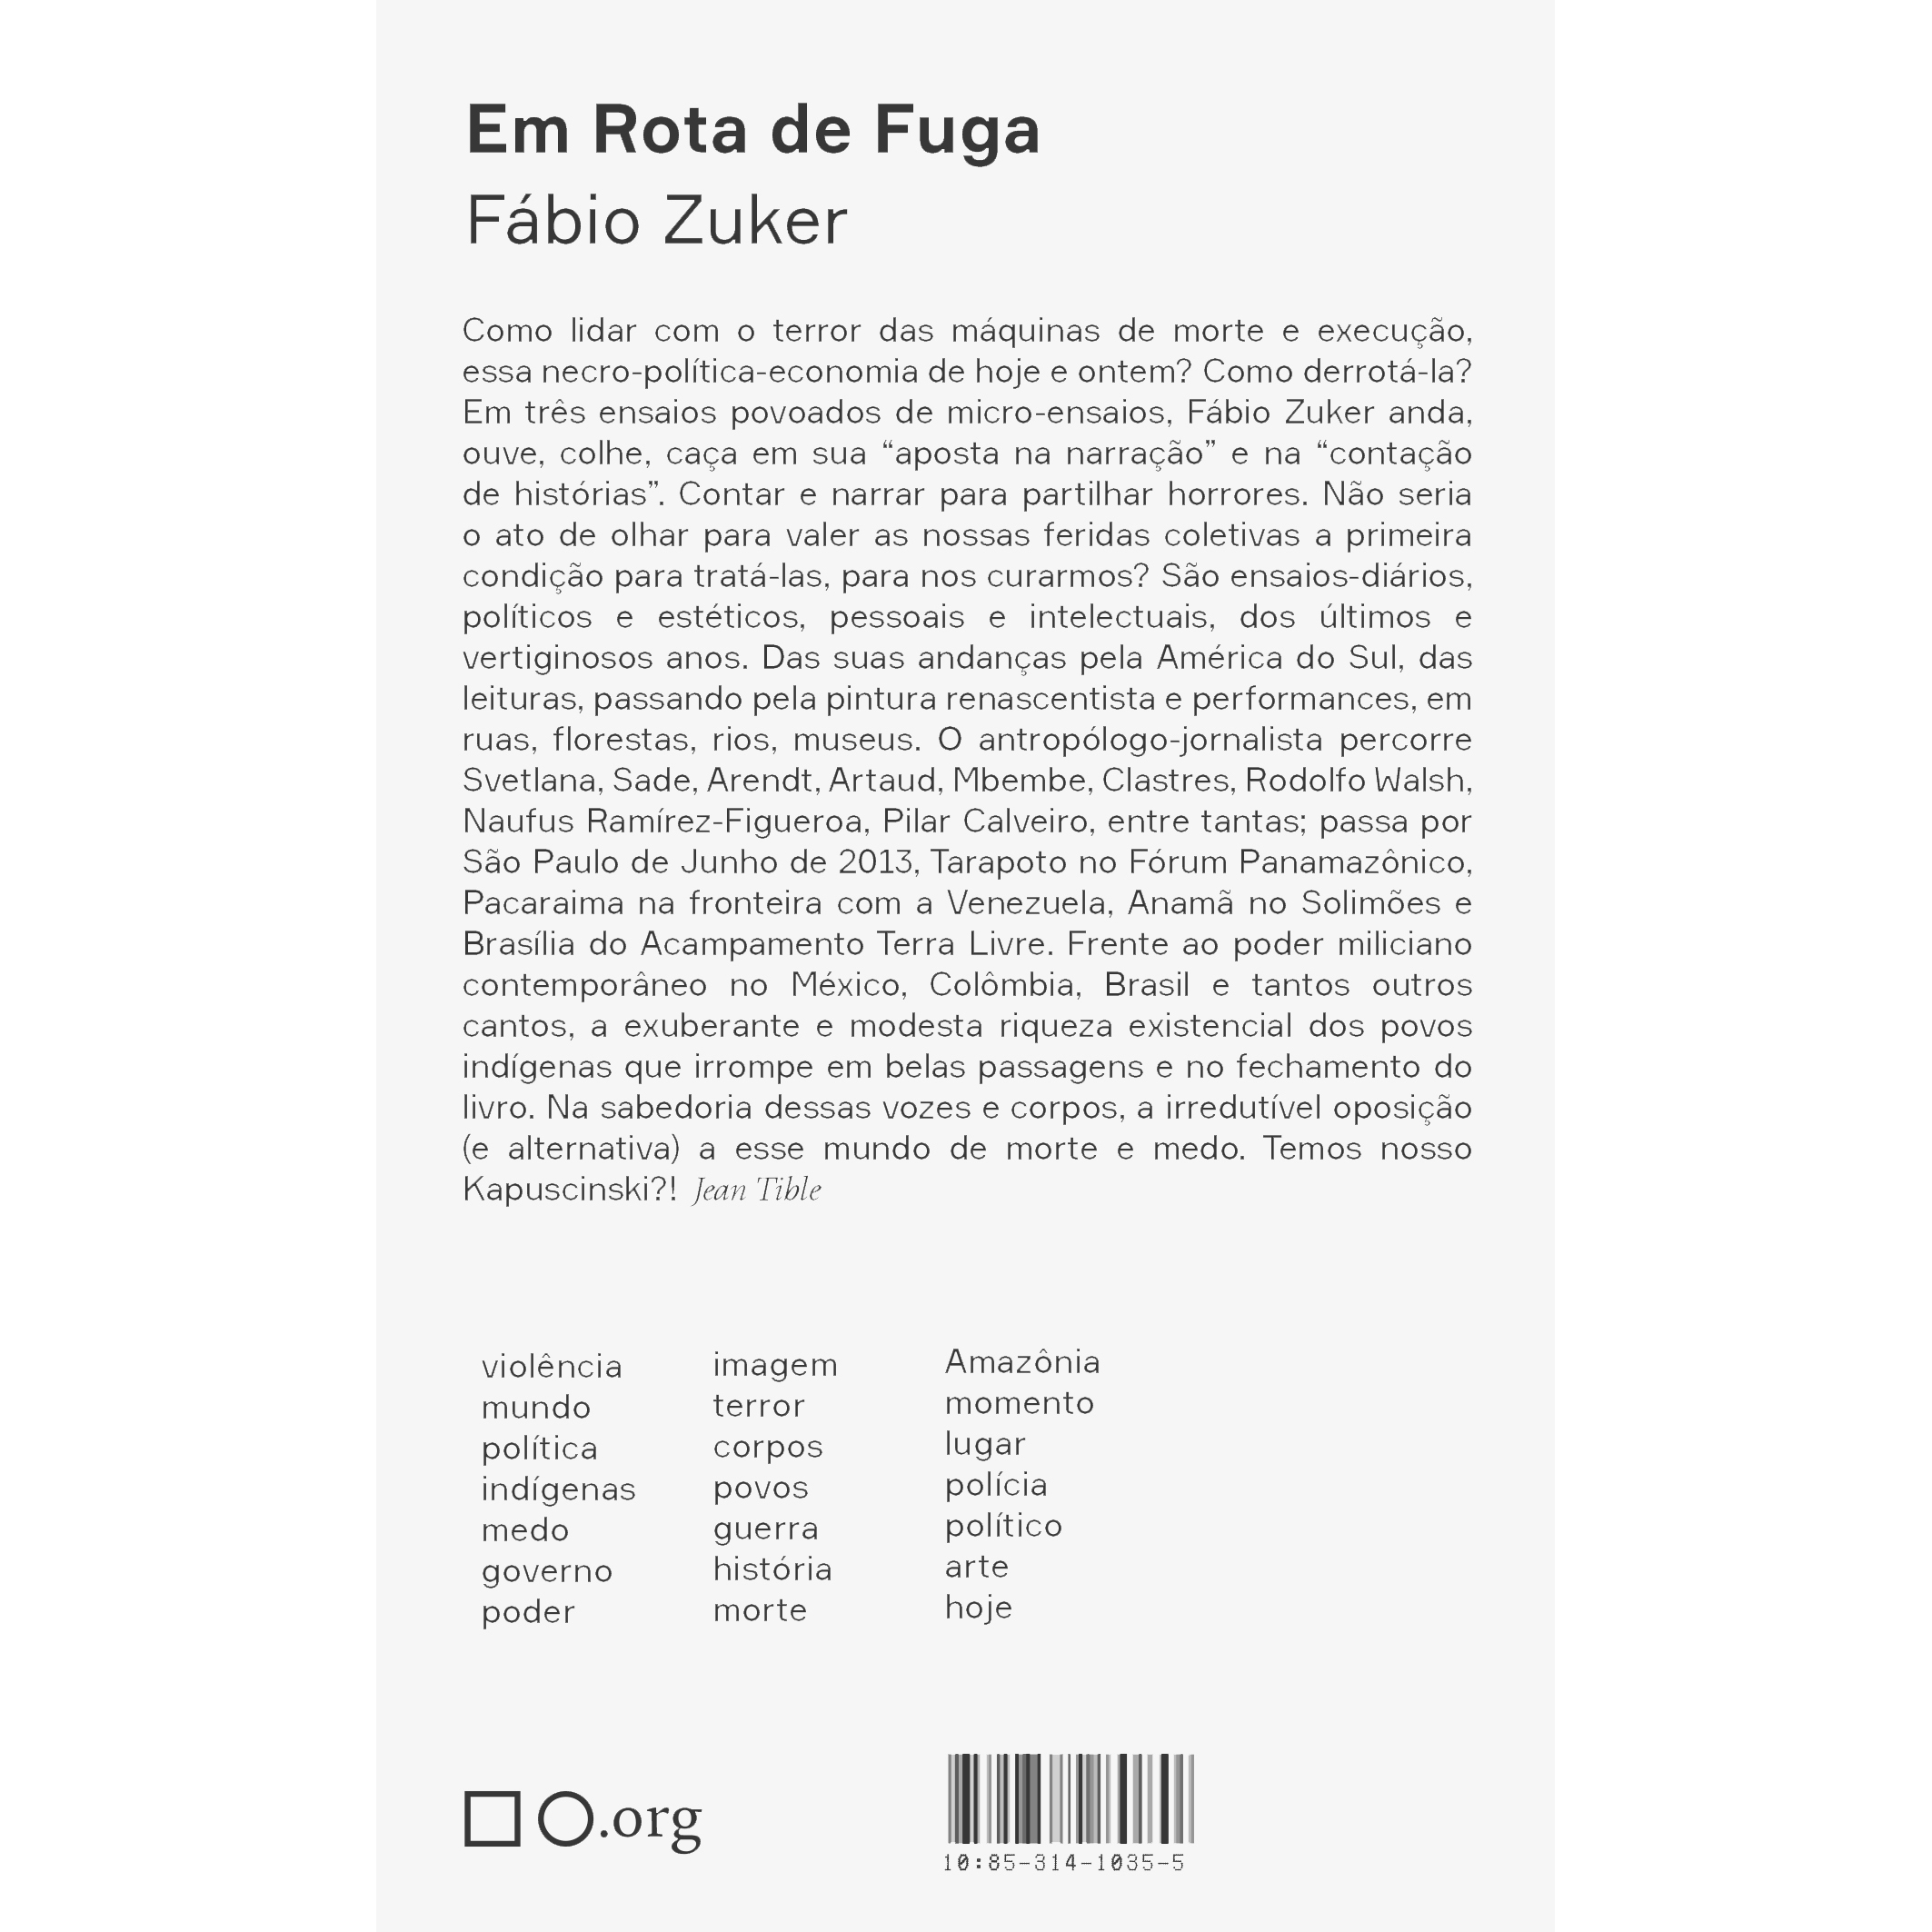 Em Rota de Fuga
Fábio Zuker
Como lidar com o terror das máquinas de morte e execução,
essa necro-política-economia de hoje e ontem? Como derrotá-la?
Em três ensaios povoados de micro-ensaios, Fábio Zuker anda,
ouve, colhe, caça em sua “aposta na narração” e na “contação
de histórias”. Contar e narrar para partilhar horrores. Não seria
o ato de olhar para valer as nossas feridas coletivas a primeira
condição para tratá-las, para nos curarmos? São ensaios-diários,
políticos e estéticos, pessoais e intelectuais, dos últimos e
vertiginosos anos. Das suas andanças pela América do Sul, das
leituras, passando pela pintura renascentista e performances, em
ruas, florestas, rios, museus. O antropólogo-jornalista percorre
Svetlana, Sade, Arendt, Artaud, Mbembe, Clastres, Rodolfo Walsh,
Naufus Ramírez-Figueroa, Pilar Calveiro, entre tantas; passa por
São Paulo de Junho de 2013, Tarapoto no Fórum Panamazônico,
Pacaraima na fronteira com a Venezuela, Anamã no Solimões e
Brasília do Acampamento Terra Livre. Frente ao poder miliciano
contemporâneo no México, Colômbia, Brasil e tantos outros
cantos, a exuberante e modesta riqueza existencial dos povos
indígenas que irrompe em belas passagens e no fechamento do
livro. Na sabedoria dessas vozes e corpos, a irredutível oposição
(e alternativa) a esse mundo de morte e medo. Temos nosso
Kapuscinski?! Jean Tible
violência
mundo
política
indígenas
medo
governo
poder
imagem
terror
corpos
povos
guerra
história
morte
Amazônia
momento
lugar
polícia
político
arte
hoje
.org
10:85-314-1035-5